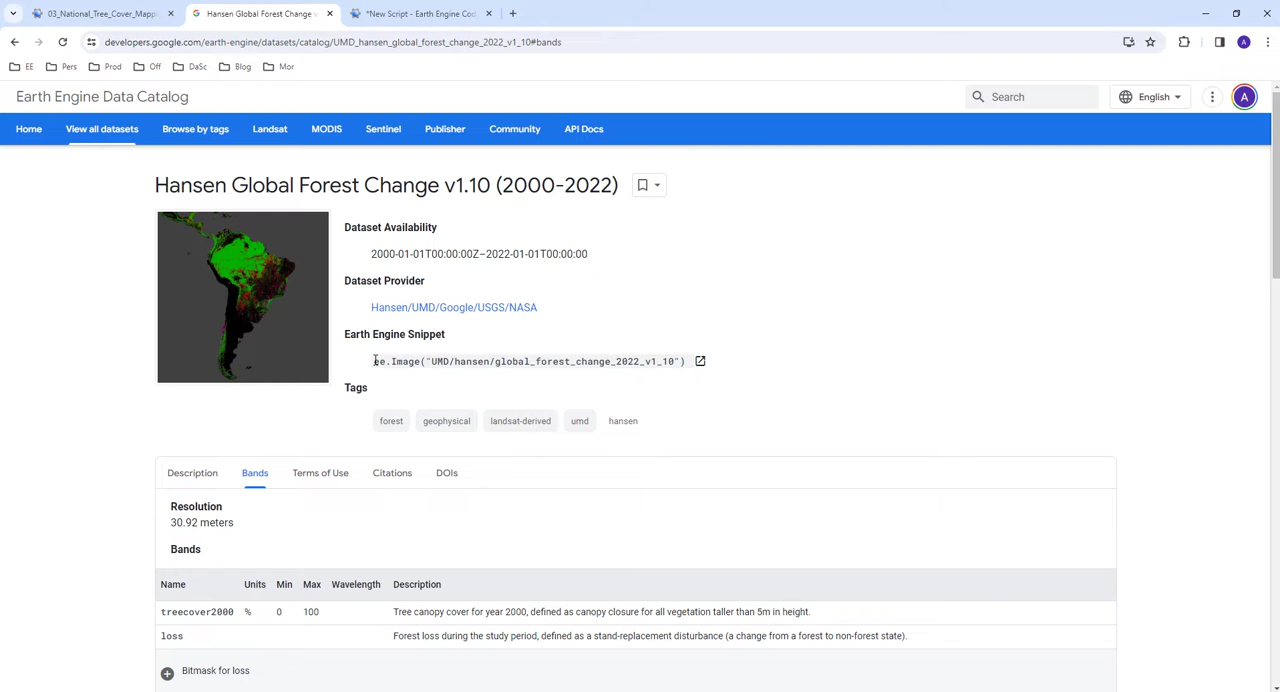 03_National_Tree_Cover_Mappi
Hansen Global Forest Change v
*New Script - Earth Engine Cod
developers.google.com/earth-engine/datasets/catalog/UMD_hansen_global_forest_change_2022_v1_10#bands
EE
Pers
Prod
Off
DaSc
Blog
Mor
Earth Engine Data Catalog
Search
English
A
Home
View all datasets
Browse by tags
Landsat
MODIS
Sentinel
Publisher
Community
API Docs
Hansen Global Forest Change v1.10 (2000-2022)
Dataset Availability
2000-01-01T00:00:00Z–2022-01-01T00:00:00
Dataset Provider
Hansen/UMD/Google/USGS/NASA
Earth Engine Snippet
ee.Image("UMD/hansen/global_forest_change_2022_v1_10")
Tags
forest
geophysical
landsat-derived
umd
hansen
Description
Bands
Terms of Use
Citations
DOIs
Resolution
30.92 meters
Bands
Name Units Min Max Wavelength Description
treecover2000 % 0 100 Tree canopy cover for year 2000, defined as canopy closure for all vegetation taller than 5m in height.
loss Forest loss during the study period, defined as a stand-replacement disturbance (a change from a forest to non-forest state).
Bitmask for loss